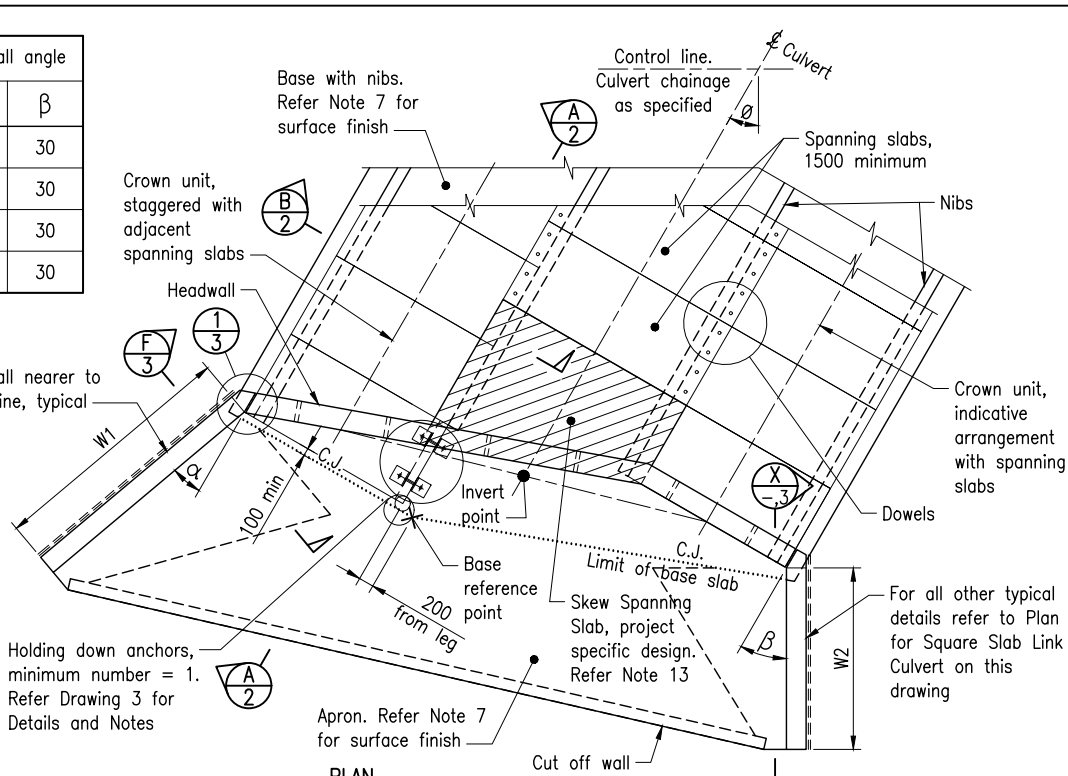 all angle
β
30
30
30
30
Base with nibs.
Refer Note 7 for
surface finish
Control line.
Culvert chainage
as specified
℄ Culvert
Ø
A
2
Spanning slabs,
1500 minimum
Nibs
Crown unit,
staggered with
adjacent
spanning slabs
B
2
Headwall
1
3
F
3
all nearer to
ine, typical
W1
α
C.J.
100 min
Invert
point
X
-,3
Crown unit,
indicative
arrangement
with spanning
slabs
Dowels
C.J.
Limit of base slab
Base
reference
point
200
from leg
Skew Spanning
Slab, project
specific design.
Refer Note 13
β
W2
For all other typical
details refer to Plan
for Square Slab Link
Culvert on this
drawing
Holding down anchors,
minimum number = 1.
Refer Drawing 3 for
Details and Notes
A
2
Apron. Refer Note 7
for surface finish
Cut off wall
PLAN